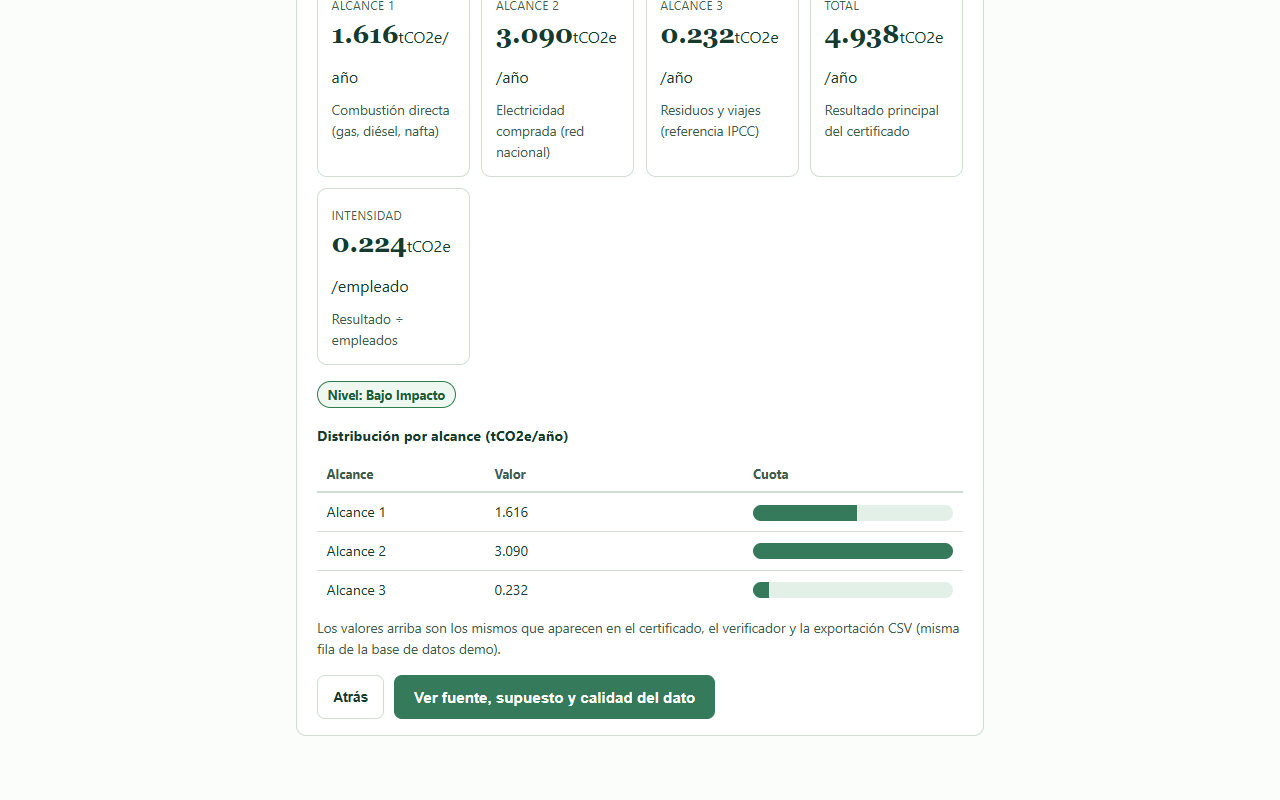 ALCANCE 1
1.616tCO2e/
año
Combustión directa
(gas, diésel, nafta)
ALCANCE 2
3.090tCO2e
/año
Electricidad
comprada (red
nacional)
ALCANCE 3
0.232tCO2e
/año
Residuos y viajes
(referencia IPCC)
TOTAL
4.938tCO2e
/año
Resultado principal
del certificado
INTENSIDAD
0.224tCO2e
/empleado
Resultado ÷
empleados
Nivel: Bajo Impacto
Distribución por alcance (tCO2e/año)
Alcance Valor Cuota
Alcance 1 1.616
Alcance 2 3.090
Alcance 3 0.232
Los valores arriba son los mismos que aparecen en el certificado, el verificador y la exportación CSV (misma
fila de la base de datos demo).
Atrás
Ver fuente, supuesto y calidad del dato